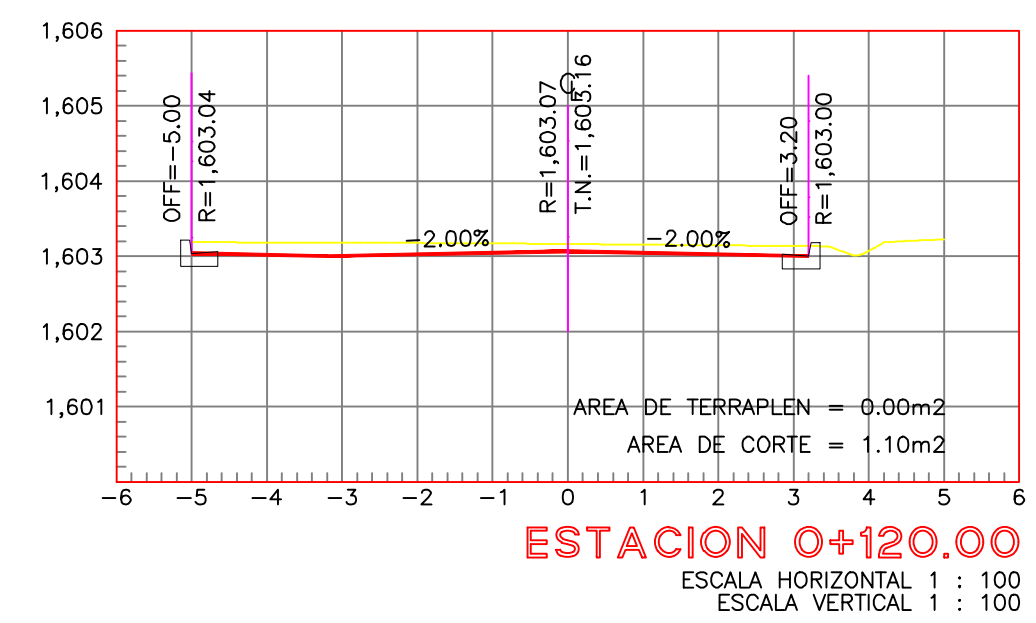 1,606
1,605
1,604
1,603
1,602
1,601
OFF=-5.00
R=1,603.04
R=1,603.07
T.N.=1,603.16
OFF=3.20
R=1,603.00
-2.00%
-2.00%
AREA DE TERRAPLEN = 0.00m2
AREA DE CORTE = 1.10m2
-6 -5 -4 -3 -2 -1 0 1 2 3 4 5 6
ESTACION 0+120.00
ESCALA HORIZONTAL 1 : 100
ESCALA VERTICAL 1 : 100